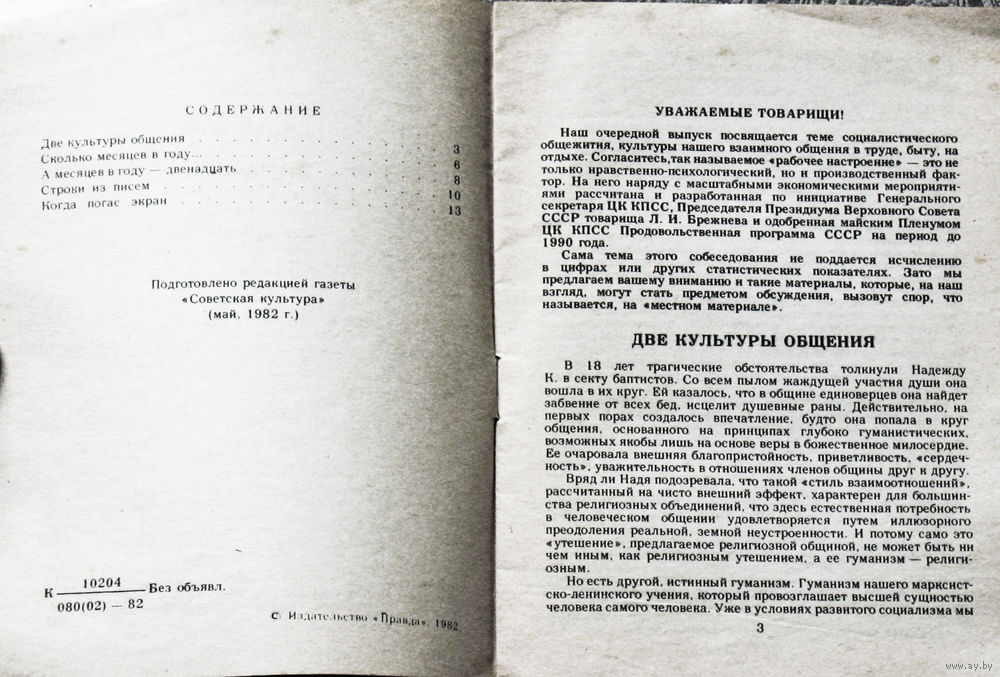 СОДЕРЖАНИЕ
Две культуры общения . . . . . . . . . . . . . 3
Сколько месяцев в году... . . . . . . . . . . . . 6
А месяцев в году — двенадцать . . . . . . . . . . 8
Строки из писем . . . . . . . . . . . . . . . 10
Когда погас экран . . . . . . . . . . . . . . 13
Подготовлено редакцией газеты
«Советская культура»
(май, 1982 г.)
К 10204 Без объявл.
080(02) — 82
© Издательство «Правда», 1982.
УВАЖАЕМЫЕ ТОВАРИЩИ!
Наш очередной выпуск посвящается теме социалистического
общежития, культуры нашего взаимного общения в труде, быту, на
отдыхе. Согласитесь,так называемое «рабочее настроение» — это не
только нравственно-психологический, но и производственный фак-
тор. На него наряду с масштабными экономическими мероприяти-
ями рассчитана и разработанная по инициативе Генерального
секретаря ЦК КПСС, Председателя Президиума Верховного Совета
СССР товарища Л. И. Брежнева и одобренная майским Пленумом
ЦК КПСС Продовольственная программа СССР на период до
1990 года.
Сама тема этого собеседования не поддается исчислению
в цифрах или других статистических показателях. Зато мы
предлагаем вашему вниманию и такие материалы, которые, на наш
взгляд, могут стать предметом обсуждения, вызовут спор, что
называется, на «местном материале».
ДВЕ КУЛЬТУРЫ ОБЩЕНИЯ
В 18 лет трагические обстоятельства толкнули Надежду
К. в секту баптистов. Со всем пылом жаждущей участия души она
вошла в их круг. Ей казалось, что в общине единоверцев она найдет
забвение от всех бед, исцелит душевные раны. Действительно, на
первых порах создалось впечатление, будто она попала в круг
общения, основанного на принципах глубоко гуманистических,
возможных якобы лишь на основе веры в божественное милосердие.
Ее очаровала внешняя благопристойность, приветливость, «сердеч-
ность», уважительность в отношениях членов общины друг к другу.
Вряд ли Надя подозревала, что такой «стиль взаимоотношений»,
рассчитанный на чисто внешний эффект, характерен для большин-
ства религиозных объединений, что здесь естественная потребность
в человеческом общении удовлетворяется путем иллюзорного
преодоления реальной, земной неустроенности. И потому само это
«утешение», предлагаемое религиозной общиной, не может быть ни
чем иным, как религиозным утешением, а ее гуманизм — религи-
озным.
Но есть другой, истинный гуманизм. Гуманизм нашего марксист-
ско-ленинского учения, который провозглашает высшей сущностью
человека самого человека. Уже в условиях развитого социализма мы
3
www.ay.by